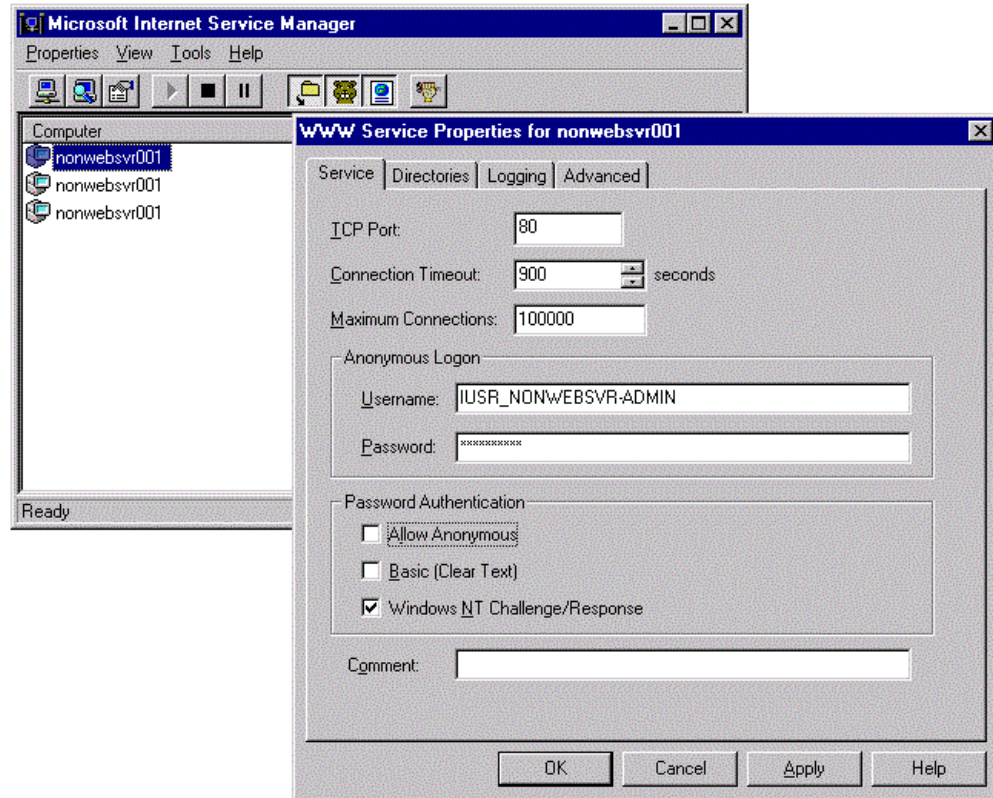 Microsoft Internet Service Manager
Properties View Tools Help
Computer
nonwebsvr001
nonwebsvr001
nonwebsvr001
Ready
WWW Service Properties for nonwebsvr001
Service Directories Logging Advanced
TCP Port: 80
Connection Timeout: 900 seconds
Maximum Connections: 100000
Anonymous Logon
Username: IUSR_NONWEBSVR-ADMIN
Password: **********
Password Authentication
Allow Anonymous
Basic (Clear Text)
Windows NT Challenge/Response
Comment:
OK Cancel Apply Help